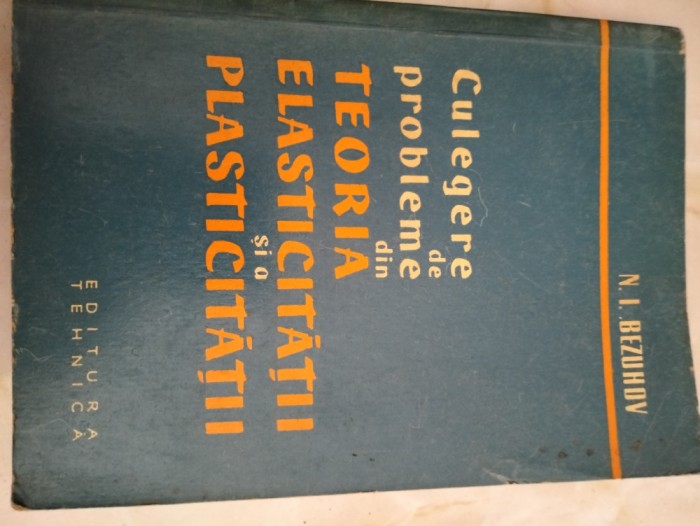 N. I. BEZUHOV
Culegere
de
probleme
din
TEORIA
ELASTICITĂȚII
și a
PLASTICITĂȚII
EDITURA
TEHNICĂ